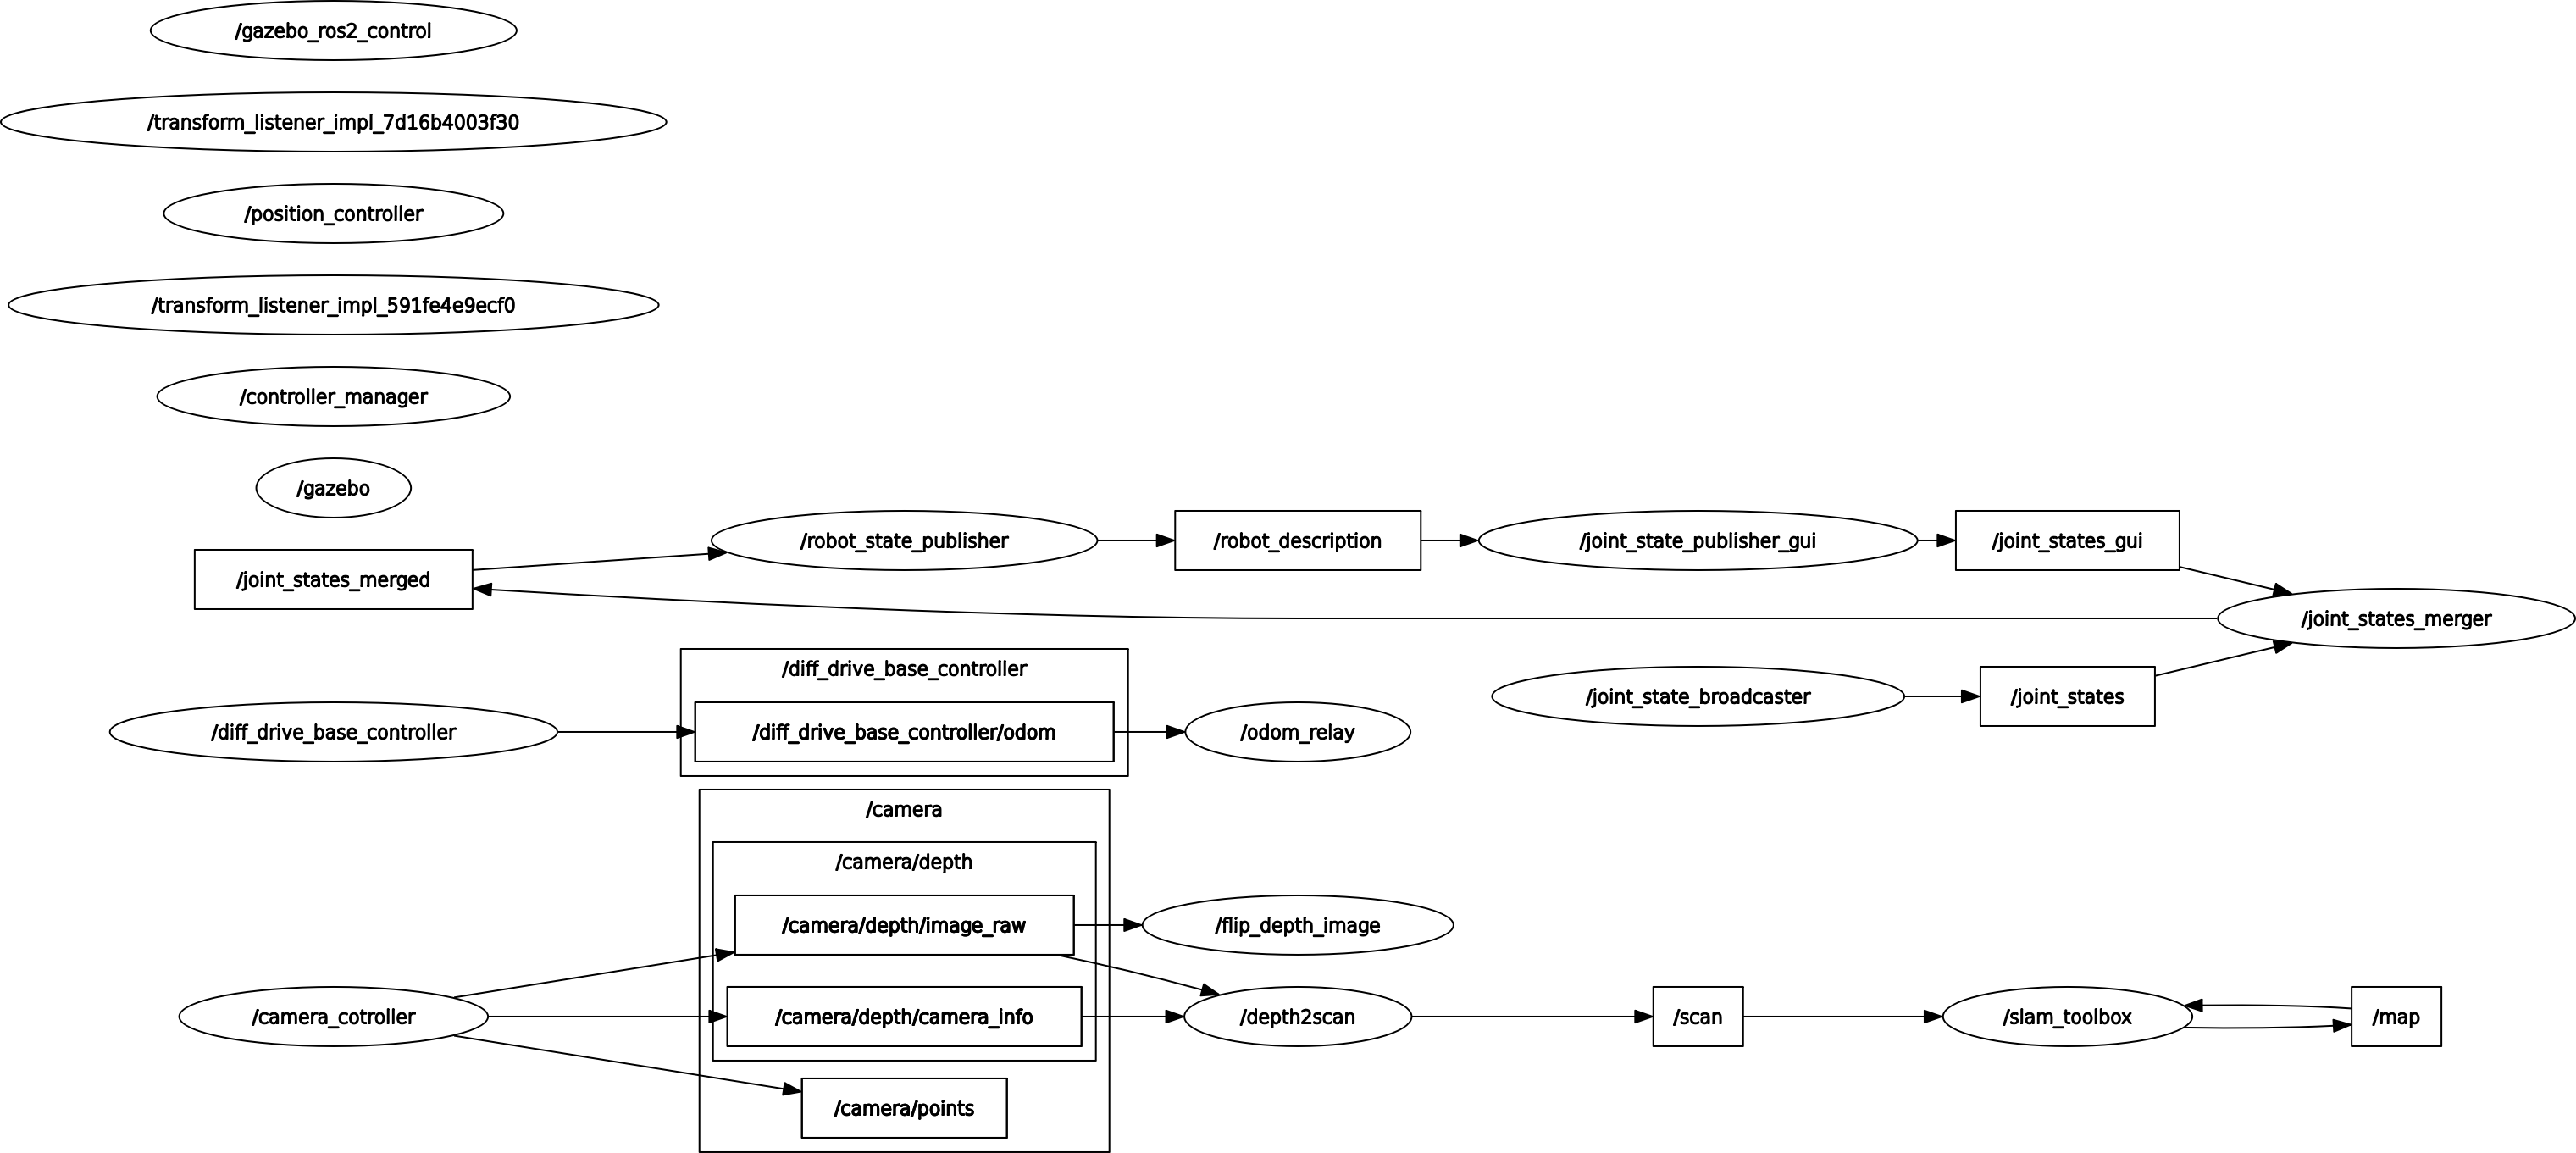 /gazebo_ros2_control
/transform_listener_impl_7d16b4003f30
/position_controller
/transform_listener_impl_591fe4e9ecf0
/controller_manager
/gazebo
/joint_states_merged
/robot_state_publisher
/robot_description
/joint_state_publisher_gui
/joint_states_gui
/joint_states_merger
/joint_state_broadcaster
/joint_states
/diff_drive_base_controller
/diff_drive_base_controller
/diff_drive_base_controller/odom
/odom_relay
/camera
/camera/depth
/camera/depth/image_raw
/flip_depth_image
/camera_cotroller
/camera/depth/camera_info
/depth2scan
/scan
/slam_toolbox
/map
/camera/points